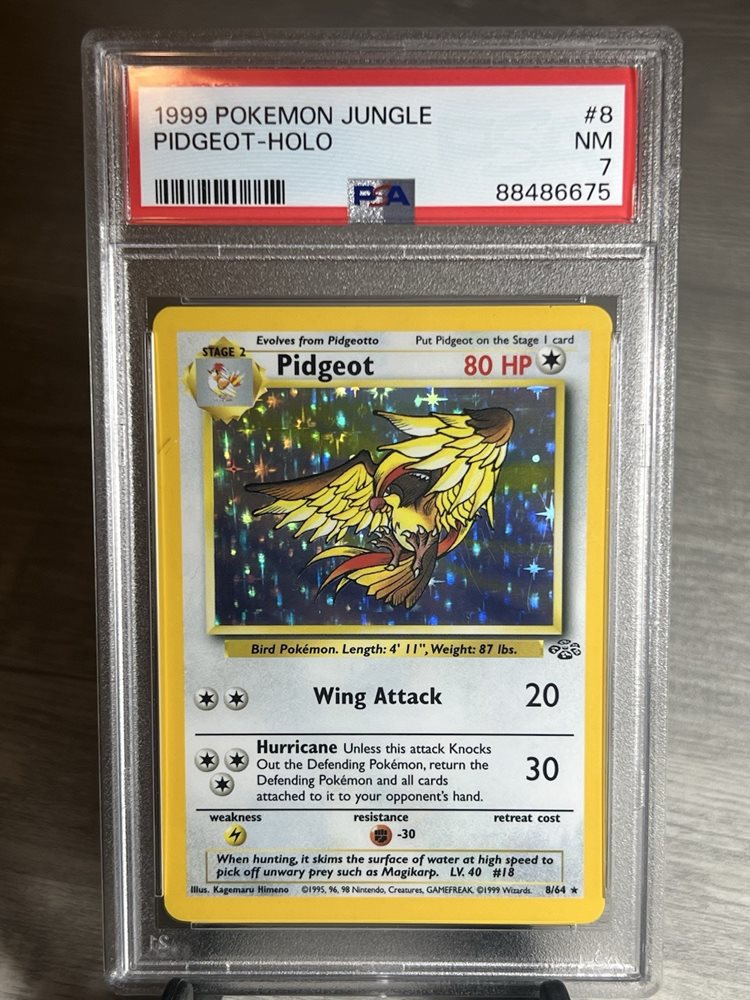 1999 POKEMON JUNGLE #8
PIDGEOT-HOLO NM
7
PSA 88486675
Evolves from Pidgeotto Put Pidgeot on the Stage 1 card
STAGE 2
Pidgeot 80 HP
Bird Pokémon. Length: 4' 11", Weight: 87 lbs.
Wing Attack 20
Hurricane Unless this attack Knocks
Out the Defending Pokémon, return the
Defending Pokémon and all cards
attached to it to your opponent's hand.
30
weakness resistance retreat cost
-30
When hunting, it skims the surface of water at high speed to
pick off unwary prey such as Magikarp. LV. 40 #18
Illus. Kagemaru Himeno ©1995, 96, 98 Nintendo, Creatures, GAMEFREAK. ©1999 Wizards. 8/64 ★